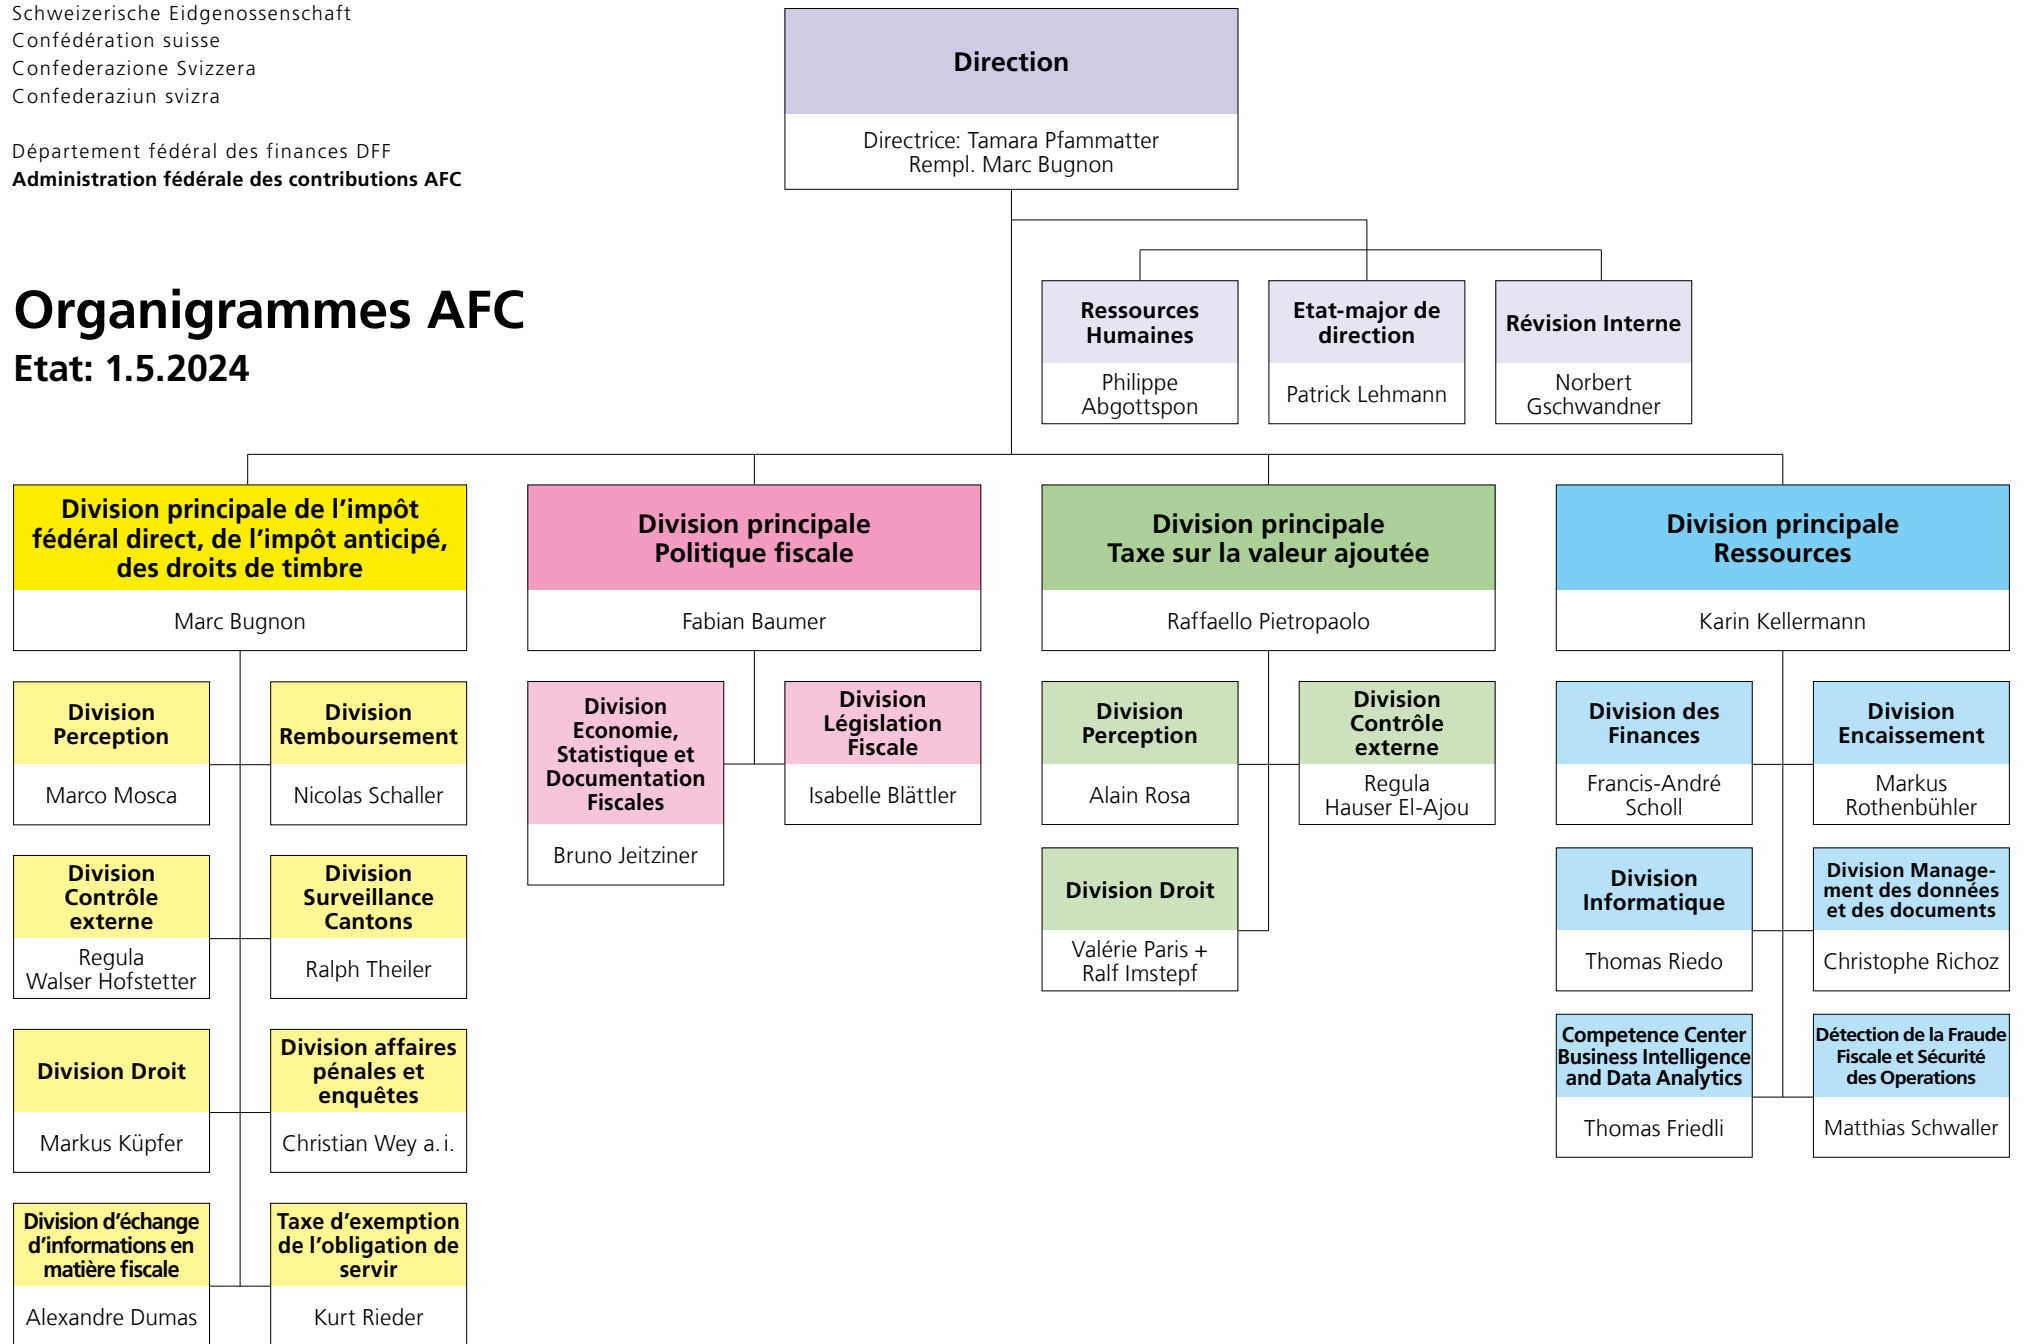 Schweizerische Eidgenossenschaft
Confédération suisse
Confederazione Svizzera
Confederaziun svizra
Département fédéral des finances DFF
Administration fédérale des contributions AFC
Organigrammes AFC
Etat: 1.5.2024
Direction
Directrice: Tamara Pfammatter
Rempl. Marc Bugnon
Ressources
Humaines
Philippe
Abgottspon
Etat-major de
direction
Patrick Lehmann
Révision Interne
Norbert
Gschwandner
Division principale de l’impôt
fédéral direct, de l’impôt anticipé,
des droits de timbre
Marc Bugnon
Division
Perception
Marco Mosca
Division
Remboursement
Nicolas Schaller
Division
Contrôle
externe
Regula
Walser Hofstetter
Division
Surveillance
Cantons
Ralph Theiler
Division Droit
Markus Küpfer
Division affaires
pénales et
enquêtes
Christian Wey a.i.
Division d’échange
d’informations en
matière fiscale
Alexandre Dumas
Taxe d’exemption
de l’obligation de
servir
Kurt Rieder
Division principale
Politique fiscale
Fabian Baumer
Division
Economie,
Statistique et
Documentation
Fiscales
Bruno Jeitziner
Division
Législation
Fiscale
Isabelle Blättler
Division principale
Taxe sur la valeur ajoutée
Raffaello Pietropaolo
Division
Perception
Alain Rosa
Division
Contrôle
externe
Regula
Hauser El-Ajou
Division Droit
Valérie Paris +
Ralf Imstepf
Division principale
Ressources
Karin Kellermann
Division des
Finances
Francis-André
Scholl
Division
Encaissement
Markus
Rothenbühler
Division
Informatique
Thomas Riedo
Division Manage-
ment des données
et des documents
Christophe Richoz
Competence Center
Business Intelligence
and Data Analytics
Thomas Friedli
Détection de la Fraude
Fiscale et Sécurité
des Operations
Matthias Schwaller